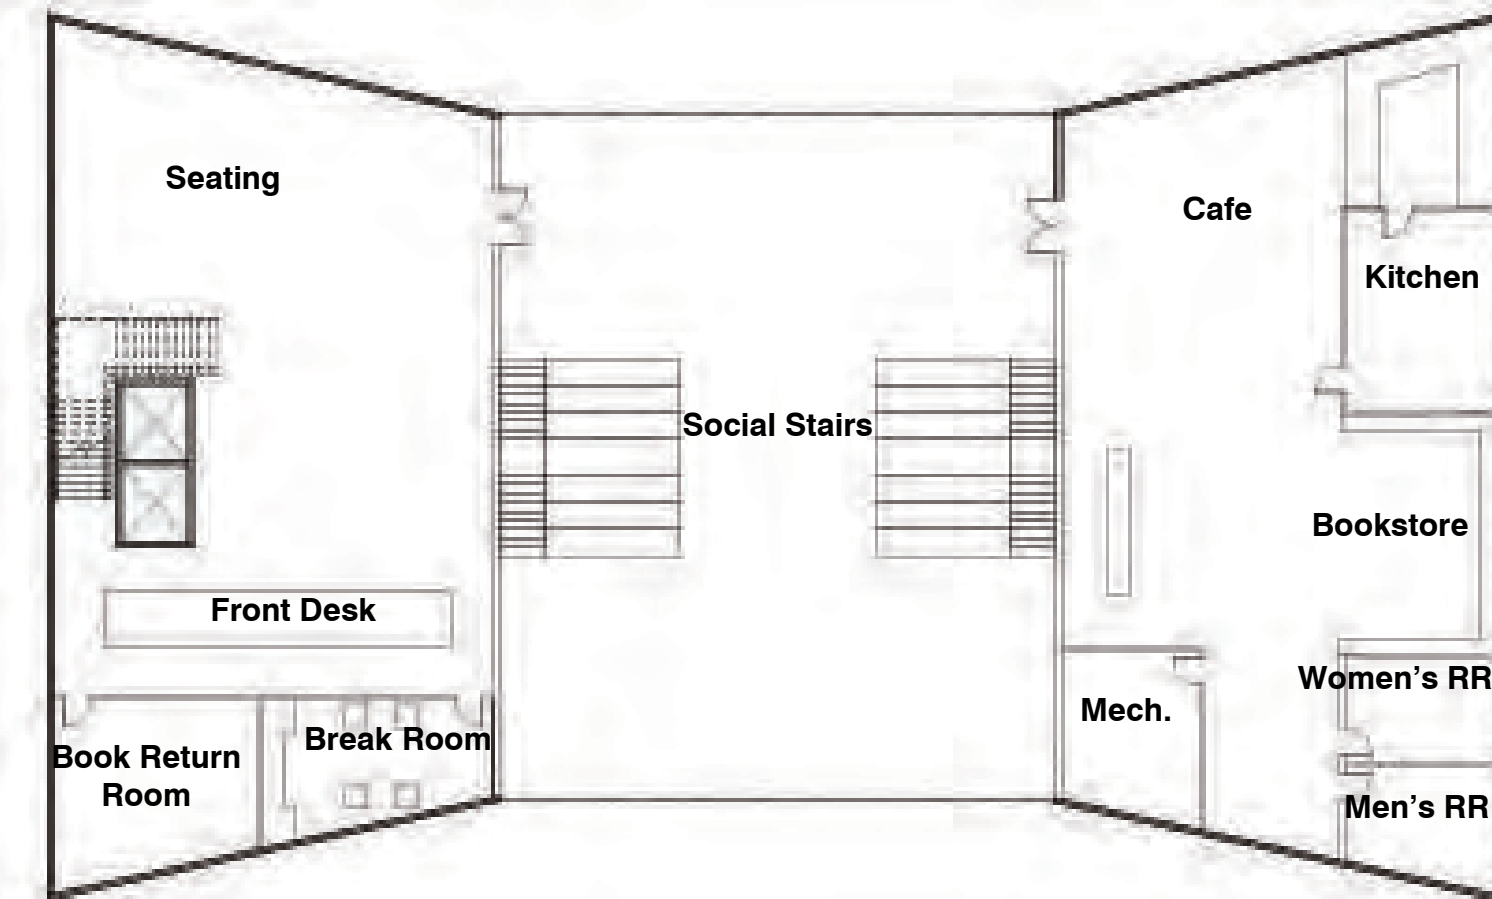 Seating
Cafe
Kitchen
Social Stairs
Bookstore
Front Desk
Women’s RR
Mech.
Break Room
Book Return
Room
Men’s RR